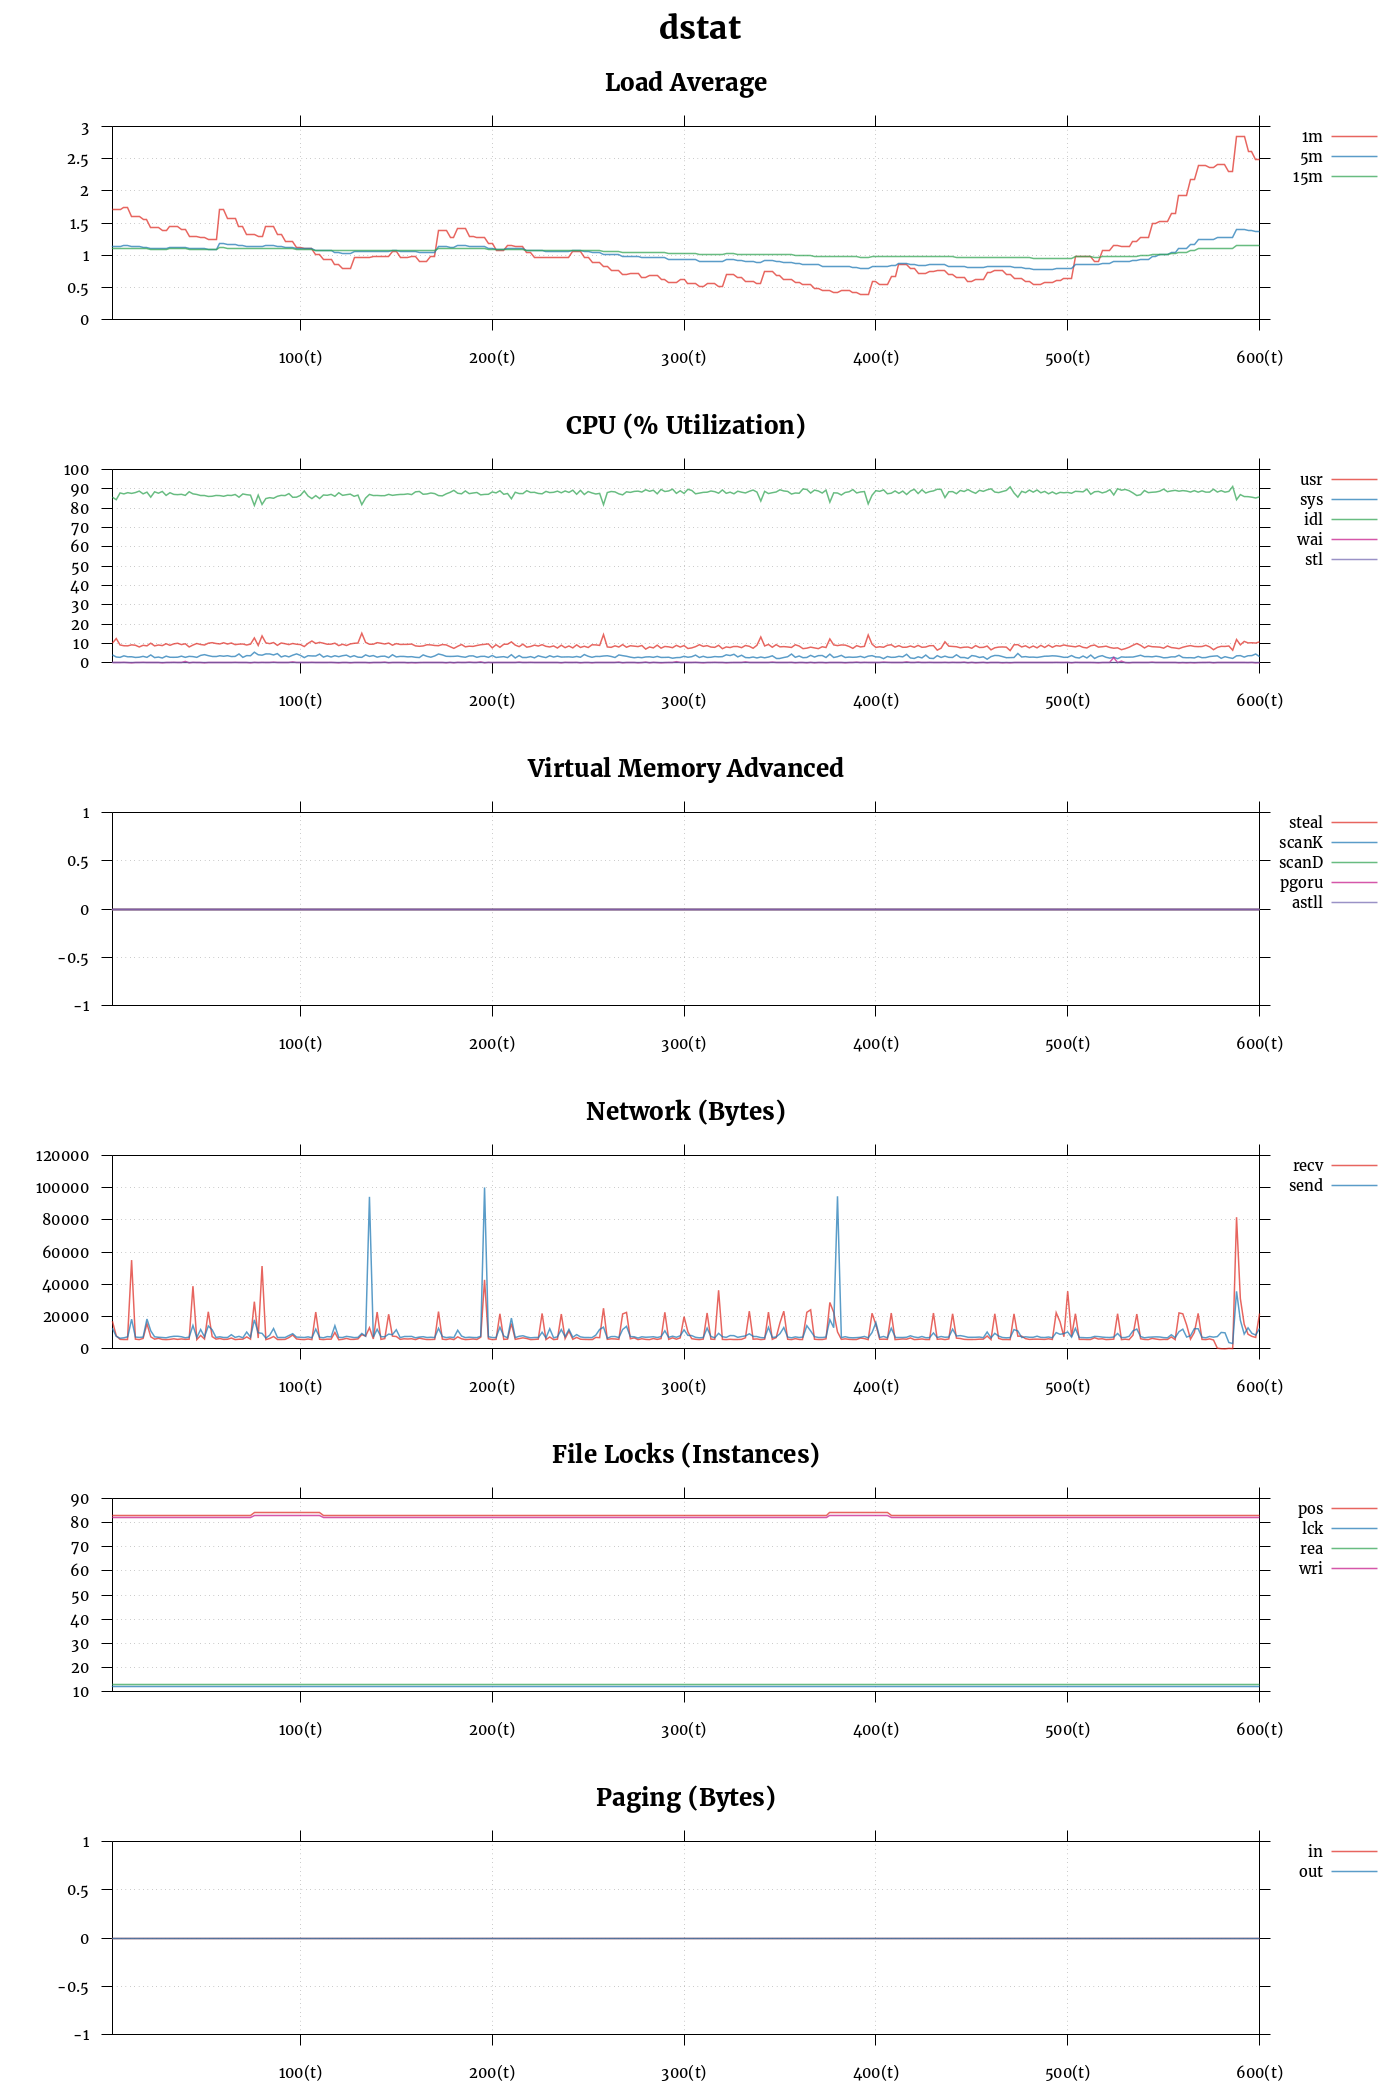 dstat
Load Average
3
2.5
2
1.5
1
0.5
0
100(t) 200(t) 300(t) 400(t) 500(t) 600(t)
1m
5m
15m
CPU (% Utilization)
100
90
80
70
60
50
40
30
20
10
0
100(t) 200(t) 300(t) 400(t) 500(t) 600(t)
usr
sys
idl
wai
stl
Virtual Memory Advanced
1
0.5
0
-0.5
-1
100(t) 200(t) 300(t) 400(t) 500(t) 600(t)
steal
scanK
scanD
pgoru
astll
Network (Bytes)
120000
100000
80000
60000
40000
20000
0
100(t) 200(t) 300(t) 400(t) 500(t) 600(t)
recv
send
File Locks (Instances)
90
80
70
60
50
40
30
20
10
100(t) 200(t) 300(t) 400(t) 500(t) 600(t)
pos
lck
rea
wri
Paging (Bytes)
1
0.5
0
-0.5
-1
100(t) 200(t) 300(t) 400(t) 500(t) 600(t)
in
out